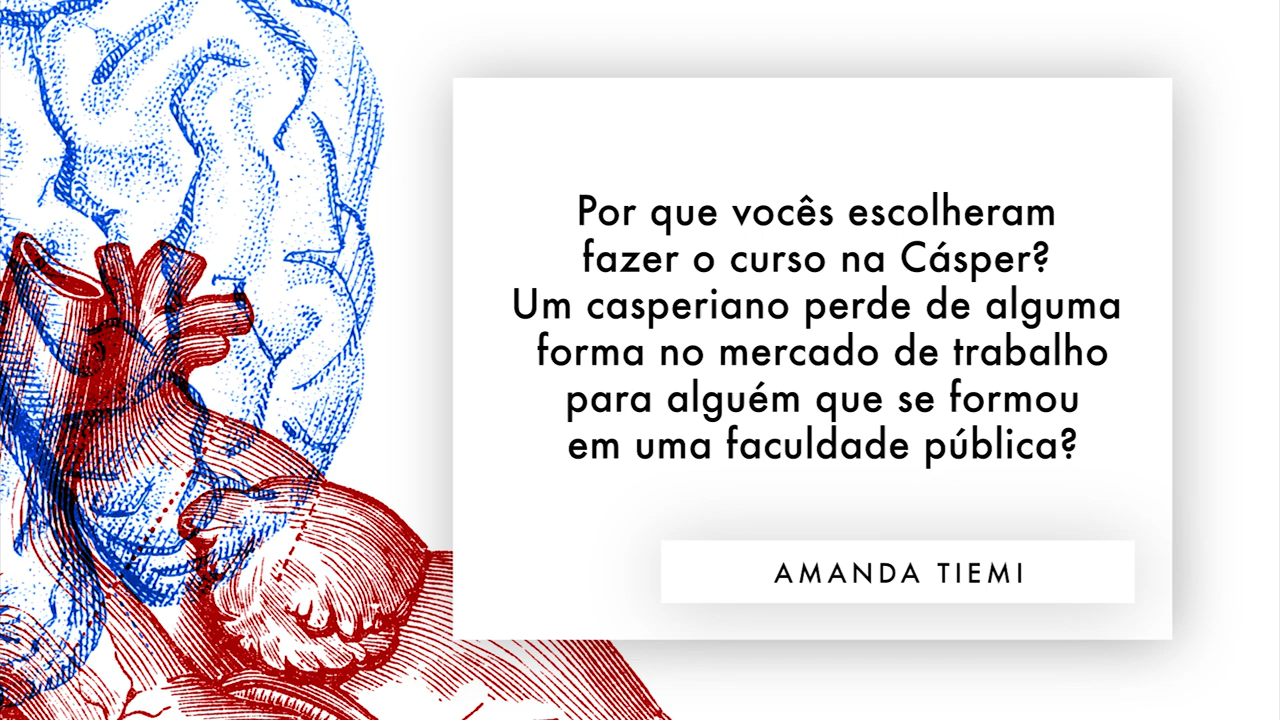 Por que vocês escolheram
fazer o curso na Cásper?
Um casperiano perde de alguma
forma no mercado de trabalho
para alguém que se formou
em uma faculdade pública?
AMANDA TIEMI